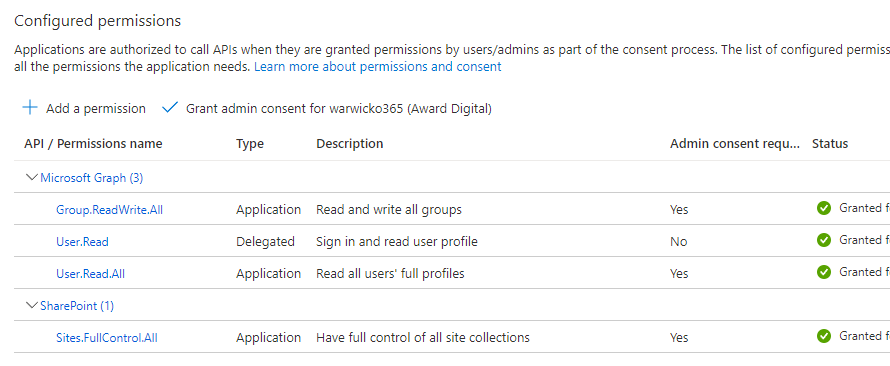 Configured permissions
Applications are authorized to call APIs when they are granted permissions by users/admins as part of the consent process. The list of configured
all the permissions the application needs. Learn more about permissions and consent
Add a permission Grant admin consent for warwicko365 (Award Digital)
API / Permissions name Type Description Admin consent requ... Status
Microsoft Graph (3)
Group.ReadWrite.All Application Read and write all groups Yes Granted
User.Read Delegated Sign in and read user profile No Granted
User.Read.All Application Read all users' full profiles Yes Granted
SharePoint (1)
Sites.FullControl.All Application Have full control of all site collections Yes Granted